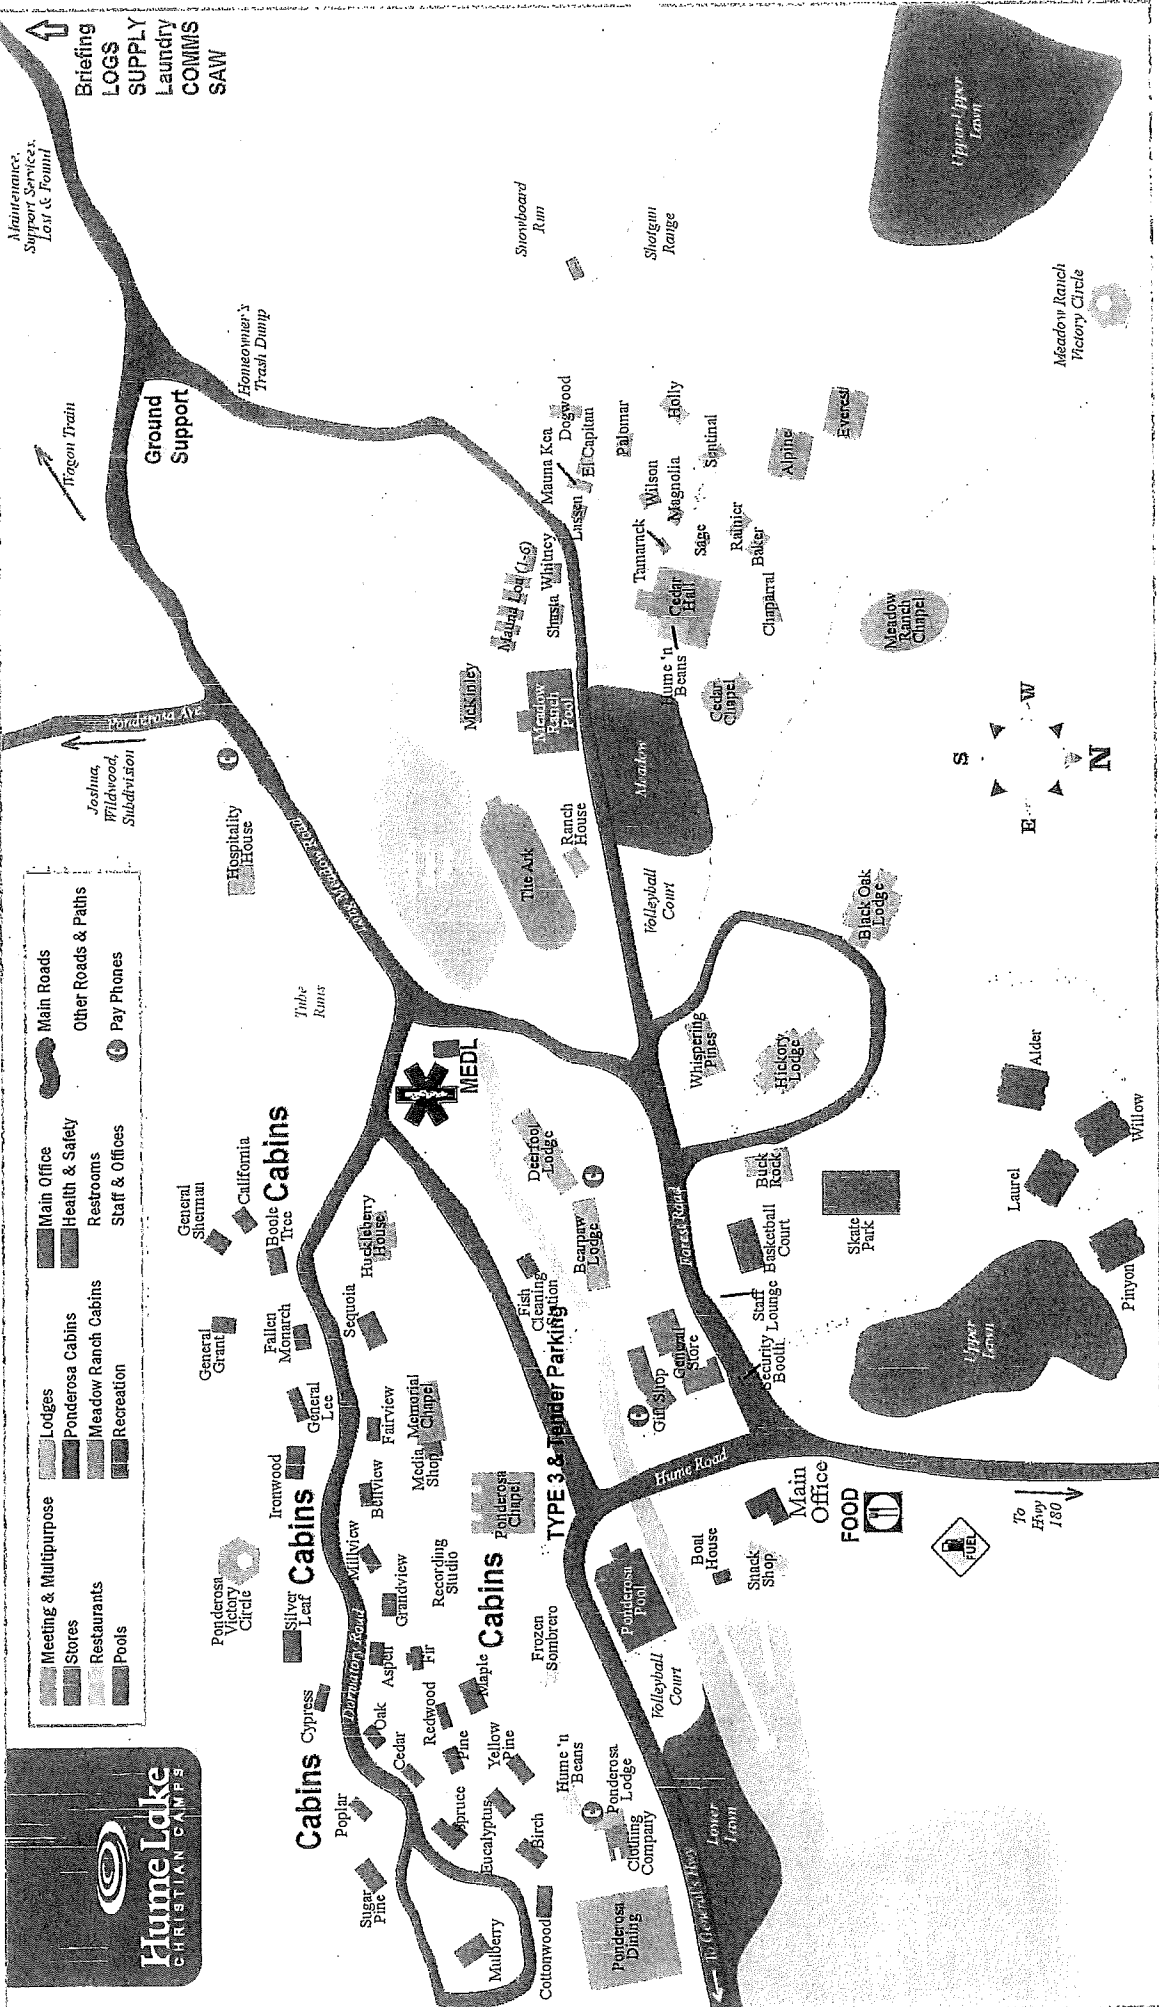 Hume Lake
CHRISTIAN CAMPS
Meeting & Multipurpose
Stores
Restaurants
Pools
Lodges
Ponderosa Cabins
Meadow Ranch Cabins
Recreation
Main Office
Health & Safety
Restrooms
Staff & Offices
Main Roads
Other Roads & Paths
Pay Phones
Briefing
LOGS
SUPPLY
Laundry
COMMS
SAW
Maintenance,
Support Services,
Lost & Found
Wagon Train
Ground
Support
Homeowner's
Trash Dump
Ponderosa Ave.
Joshua,
Wildwood,
Subdivision
Hospitality
House
Long Meadow Road
Tube
Runs
Snowboard
Run
Shotgun
Range
Upper-Upper
Lawn
Meadow Ranch
Victory Circle
Mauna Kea
Dogwood
El Capitan
Lassen
Palomar
Holly
Sentinal
Wilson
Magnolia
Tamarack
Sage
Rainier
Baker
Alpine
Everest
Whitney
Shasta
Mauna Loa (1-6)
McKinley
Meadow
Ranch
Pool
Cedar
Hall
Chaparral
Hume 'n
Beans
Cedar
Chapel
Meadow
Ranch
Chapel
Meadow
The Ark
Ranch
House
Volleyball
Court
S
W
E
N
Black Oak
Lodge
Whispering
Pines
Hickory
Lodge
MEDL
Deerfoot
Lodge
Bearpaw
Lodge
Forest Road
Buck
Rock
Basketball
Court
Skate
Park
Staff
Lounge
Security
Booth
Alder
Willow
Laurel
Pinyon
Upper
Lawn
General
Sherman
California
Cabins
Boole
Tree
Huckleberry
House
General
Grant
Fallen
Monarch
Sequoia
General
Lee
Fairview
Memorial
Chapel
Media
Shop
Ironwood
Bellview
Ponderosa
Chapel
Fish
Cleaning
Station
TYPE 3 & Tender Parking
General
Store
Gift Shop
Hume Road
Main
Office
FOOD
FUEL
To
Hwy
180
Boat
House
Snack
Shop
Ponderosa
Victory
Circle
Silver
Leaf
Cabins
Millview
Grandview
Recording
Studio
Cabins
Frozen
Sombrero
Ponderosa
Pool
Volleyball
Court
Cypress
Cabins
Aspen
Fir
Maple
Oak
Redwood
Cedar
Pine
Yellow
Pine
Poplar
Spruce
Eucalyptus
Birch
Hume 'n
Beans
Ponderosa
Lodge
Clothing
Company
Sugar
Pine
Mulberry
Cottonwood
Ponderosa
Dining
Lower
Lawn
To Generals Hwy